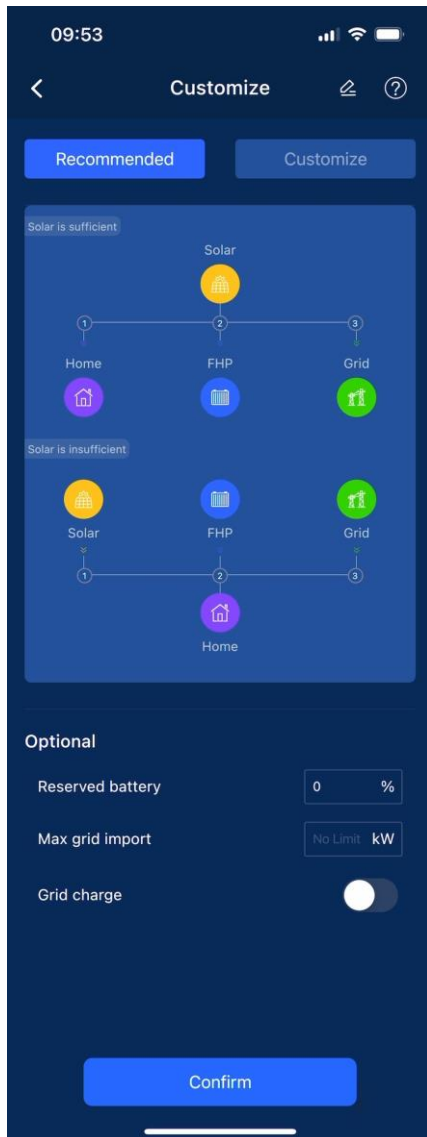 09:53
Customize
Recommended Customize
Solar is sufficient
Solar
1 2 3
Home FHP Grid
Solar is insufficient
Solar FHP Grid
1 2 3
Home
Optional
Reserved battery 0 %
Max grid import No Limit kW
Grid charge
Confirm